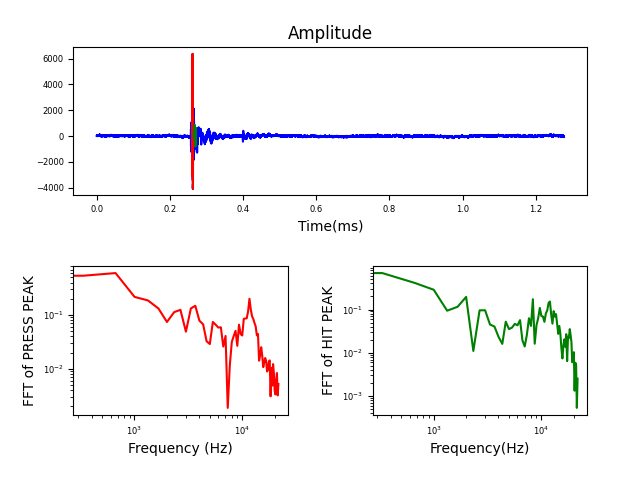 Amplitude
6000
4000
2000
0
−2000
−4000
0.0 0.2 0.4 0.6 0.8 1.0 1.2
Time(ms)
FFT of PRESS PEAK
10⁻¹
10⁻²
10³ 10⁴
Frequency (Hz)
FFT of HIT PEAK
10⁻¹
10⁻²
10⁻³
10³ 10⁴
Frequency(Hz)